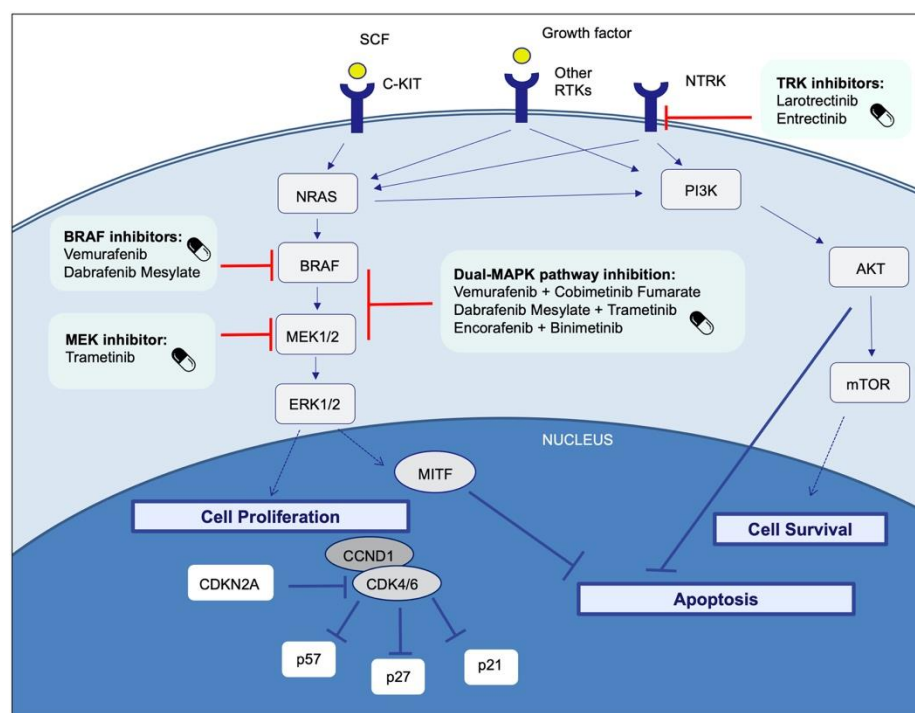 SCF
Growth factor
C-KIT
Other
RTKs
NTRK
TRK inhibitors:
Larotrectinib
Entrectinib
NRAS
PI3K
BRAF inhibitors:
Vemurafenib
Dabrafenib Mesylate
BRAF
Dual-MAPK pathway inhibition:
Vemurafenib + Cobimetinib Fumarate
Dabrafenib Mesylate + Trametinib
Encorafenib + Binimetinib
AKT
MEK inhibitor:
Trametinib
MEK1/2
mTOR
ERK1/2
NUCLEUS
MITF
Cell Proliferation
Cell Survival
CCND1
CDKN2A
CDK4/6
Apoptosis
p57
p27
p21